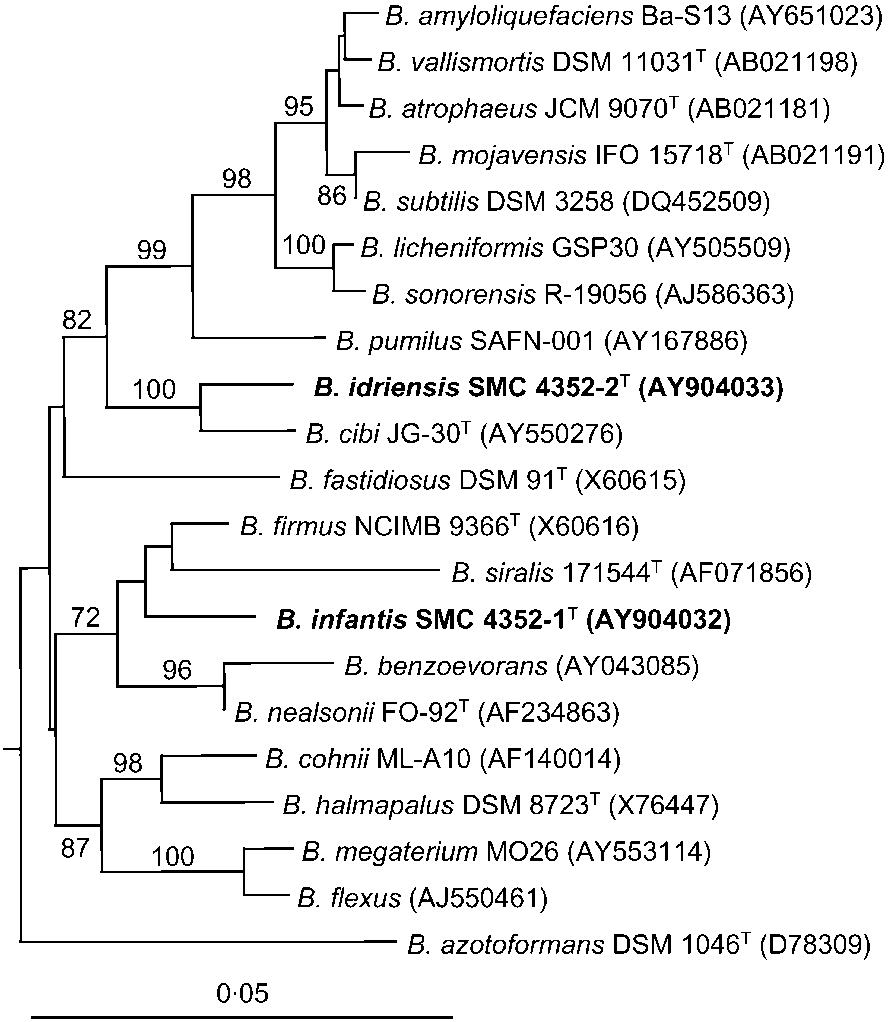 B. amyloliquefaciens Ba-S13 (AY651023)
B. vallismortis DSM 11031ᵀ (AB021198)
95
B. atrophaeus JCM 9070ᵀ (AB021181)
B. mojavensis IFO 15718ᵀ (AB021191)
98
86
B. subtilis DSM 3258 (DQ452509)
100
B. licheniformis GSP30 (AY505509)
99
B. sonorensis R-19056 (AJ586363)
82
B. pumilus SAFN-001 (AY167886)
100
B. idriensis SMC 4352-2ᵀ (AY904033)
B. cibi JG-30ᵀ (AY550276)
B. fastidiosus DSM 91ᵀ (X60615)
B. firmus NCIMB 9366ᵀ (X60616)
B. siralis 171544ᵀ (AF071856)
72
B. infantis SMC 4352-1ᵀ (AY904032)
96
B. benzoevorans (AY043085)
B. nealsonii FO-92ᵀ (AF234863)
98
B. cohnii ML-A10 (AF140014)
B. halmapalus DSM 8723ᵀ (X76447)
87
100
B. megaterium MO26 (AY553114)
B. flexus (AJ550461)
B. azotoformans DSM 1046ᵀ (D78309)
0·05